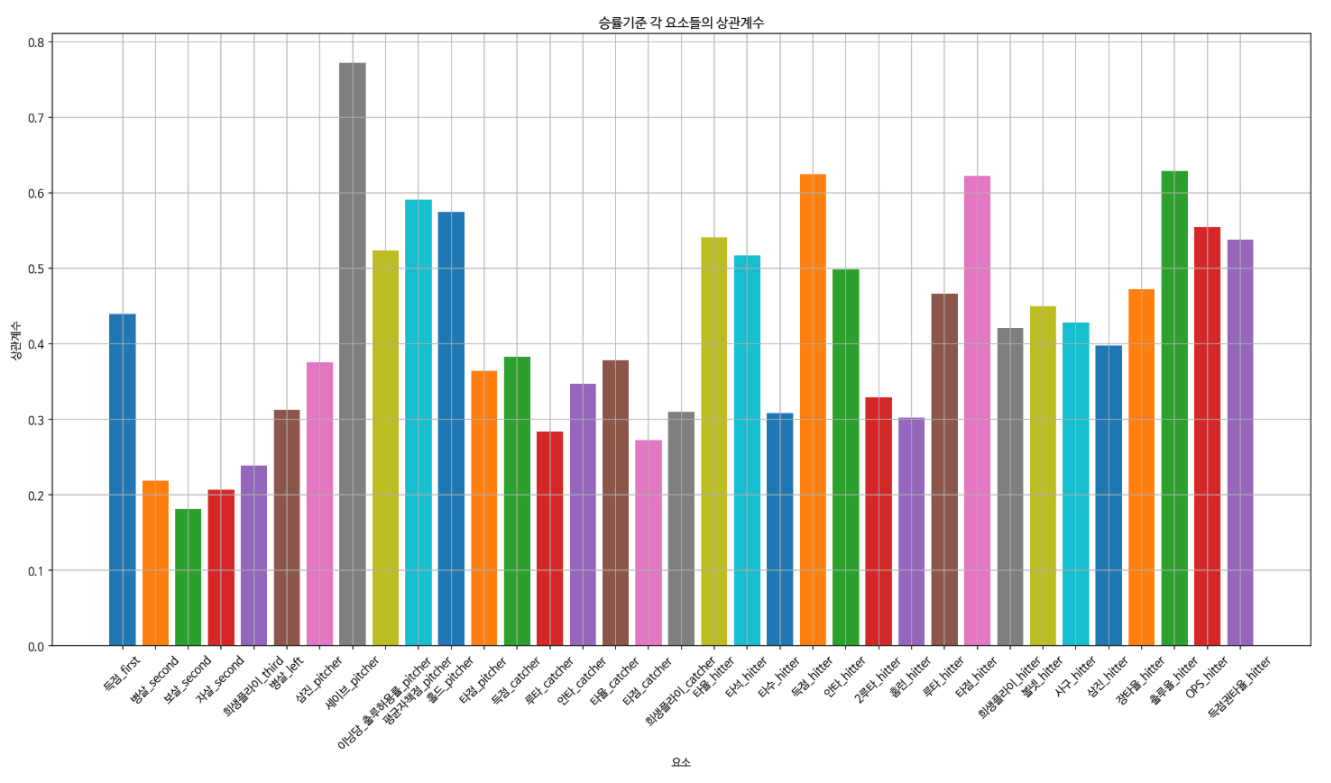 승률기준 각 요소들의 상관계수
0.8
0.7
0.6
0.5
0.4
0.3
0.2
0.1
0.0
상관계수
득점_first
병살_second
보살_second
자살_second
희생플라이_third
병살_left
삼진_pitcher
세이브_pitcher
이닝당_출루허용률_pitcher
평균자책점_pitcher
홀드_pitcher
타점_pitcher
득점_catcher
루타_catcher
안타_catcher
타율_catcher
타점_catcher
희생플라이_catcher
타율_hitter
타석_hitter
타수_hitter
득점_hitter
안타_hitter
2루타_hitter
홈런_hitter
루타_hitter
타점_hitter
희생플라이_hitter
볼넷_hitter
사구_hitter
삼진_hitter
장타율_hitter
출루율_hitter
OPS_hitter
득점권타율_hitter
요소